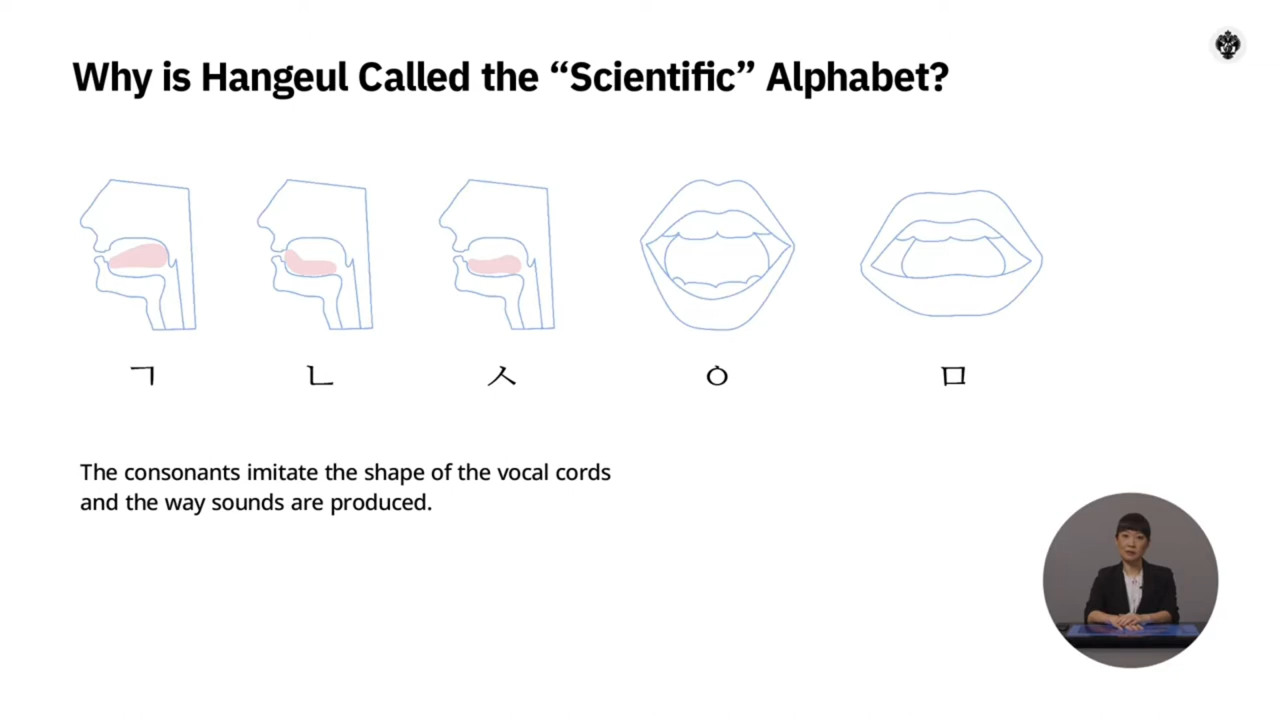 Why is Hangeul Called the “Scientific” Alphabet?
ㄱ ㄴ ㅅ ㅇ ㅁ
The consonants imitate the shape of the vocal cords
and the way sounds are produced.